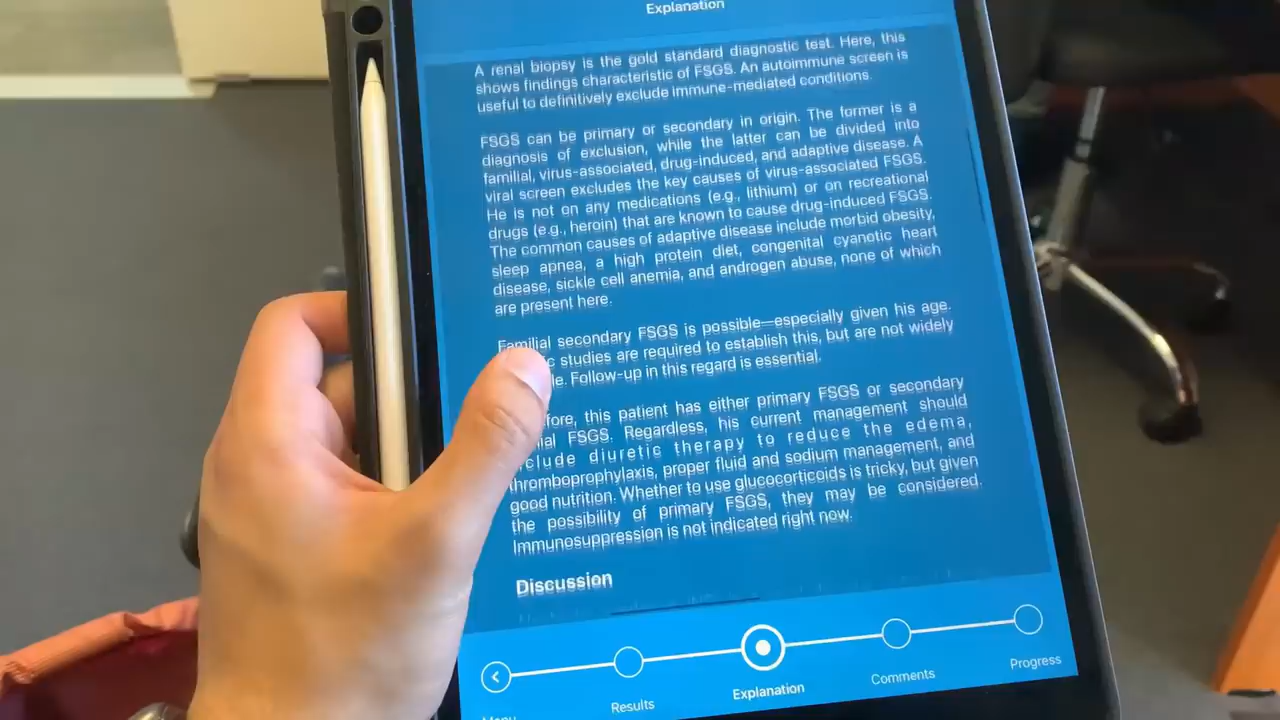 Explanation
A renal biopsy is the gold standard diagnostic test. Here, this
shows findings characteristic of FSGS. An autoimmune screen is
useful to definitively exclude immune-mediated conditions.
FSGS can be primary or secondary in origin. The former is a
diagnosis of exclusion, while the latter can be divided into
familial, virus-associated, drug-induced, and adaptive disease. A
viral screen excludes the key causes of virus-associated FSGS.
He is not on any medications (e.g., lithium) or on recreational
drugs (e.g., heroin) that are known to cause drug-induced FSGS.
The common causes of adaptive disease include morbid obesity,
sleep apnea, a high protein diet, congenital cyanotic heart
disease, sickle cell anemia, and androgen abuse, none of which
are present here.
Familial secondary FSGS is possible—especially given his age.
studies are required to establish this, but are not widely
Follow-up in this regard is essential.
this patient has either primary FSGS or secondary
FSGS. Regardless, his current management should
diuretic therapy to reduce the edema,
thromboprophylaxis, proper fluid and sodium management, and
good nutrition. Whether to use glucocorticoids is tricky, but given
the possibility of primary FSGS, they may be considered.
Immunosuppression is not indicated right now.
Discussion
Menu
Results
Explanation
Comments
Progress